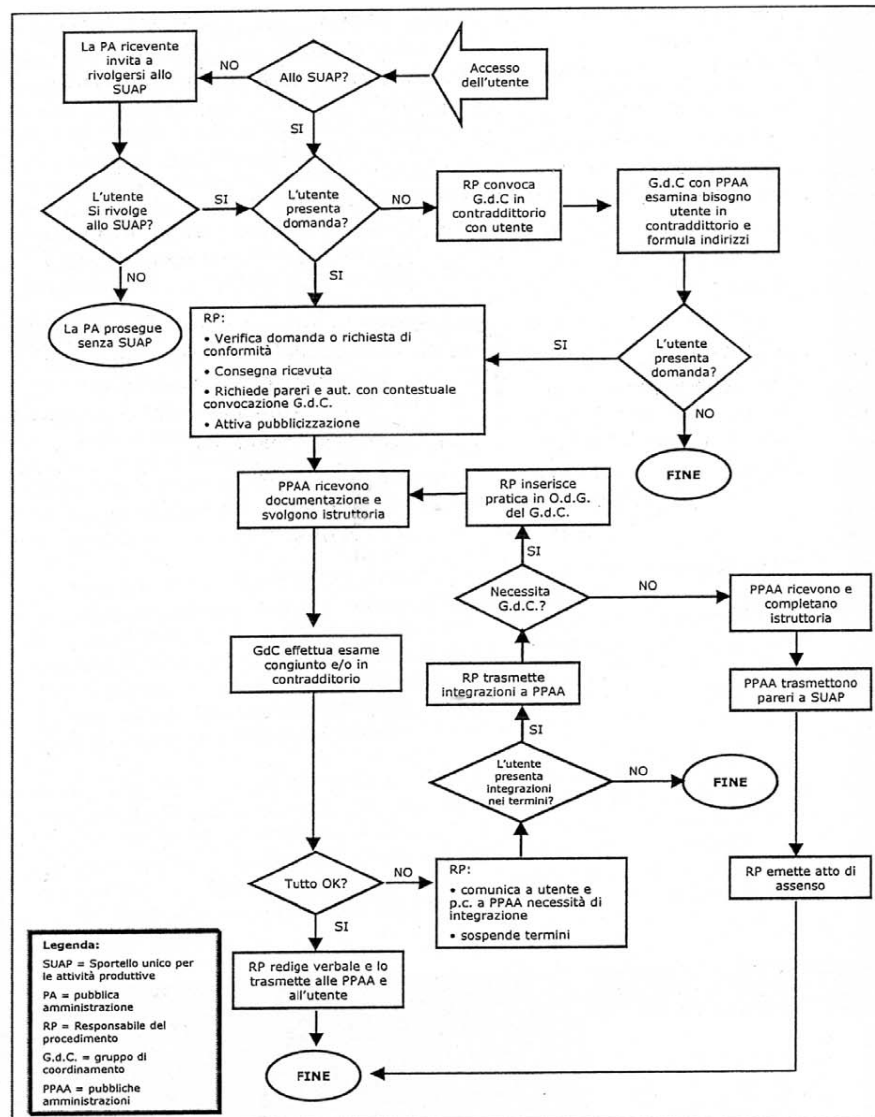 La PA ricevente
invita a
rivolgersi allo
SUAP
NO
Allo SUAP?
Accesso
dell'utente
SI
L'utente
Si rivolge
allo SUAP?
SI
L'utente
presenta
domanda?
NO
RP convoca
G.d.C in
contraddittorio
con utente
G.d.C con PPAA
esamina bisogno
utente in
contraddittorio e
formula indirizzi
NO
SI
La PA prosegue
senza SUAP
RP:
• Verifica domanda o richiesta di
conformità
• Consegna ricevuta
• Richiede pareri e aut. con contestuale
convocazione G.d.C.
• Attiva pubblicizzazione
SI
L'utente
presenta
domanda?
NO
FINE
PPAA ricevono
documentazione e
svolgono istruttoria
RP inserisce
pratica in O.d.G.
del G.d.C.
SI
Necessita
G.d.C.?
NO
PPAA ricevono e
completano
istruttoria
GdC effettua esame
congiunto e/o in
contradditorio
RP trasmette
integrazioni a PPAA
PPAA trasmettono
pareri a SUAP
SI
L'utente
presenta
integrazioni
nei termini?
NO
FINE
Tutto OK?
NO
RP:
• comunica a utente e
p.c. a PPAA necessità di
integrazione
• sospende termini
RP emette atto di
assenso
SI
RP redige verbale e lo
trasmette alle PPAA e
all'utente
FINE
Legenda:
SUAP = Sportello unico per
le attività produttive
PA = pubblica
amministrazione
RP = Responsabile del
procedimento
G.d.C. = gruppo di
coordinamento
PPAA = pubbliche
amministrazioni